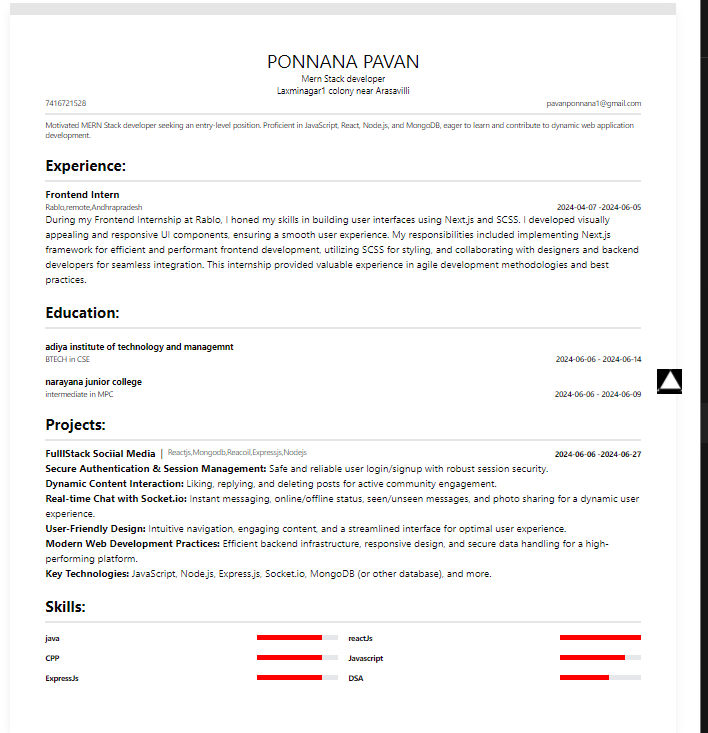 PONNANA PAVAN
Mern Stack developer
Laxminagar1 colony near Arasavilli
7416721528 pavanponnana1@gmail.com
Motivated MERN Stack developer seeking an entry-level position. Proficient in JavaScript, React, Node.js, and MongoDB, eager to learn and contribute to dynamic web application
development.
Experience:
Frontend Intern
Rablo,remote,Andhrapradesh 2024-04-07 -2024-06-05
During my Frontend Internship at Rablo, I honed my skills in building user interfaces using Next.js and SCSS. I developed visually
appealing and responsive UI components, ensuring a smooth user experience. My responsibilities included implementing Next.js
framework for efficient and performant frontend development, utilizing SCSS for styling, and collaborating with designers and backend
developers for seamless integration. This internship provided valuable experience in agile development methodologies and best
practices.
Education:
adiya institute of technology and managemnt
BTECH in CSE 2024-06-06 - 2024-06-14
narayana junior college
intermediate in MPC 2024-06-06 - 2024-06-09
Projects:
FulllStack Sociial Media | Reactjs,Mongodb,Reacoil,Expressjs,Nodejs 2024-06-06 -2024-06-27
Secure Authentication & Session Management: Safe and reliable user login/signup with robust session security.
Dynamic Content Interaction: Liking, replying, and deleting posts for active community engagement.
Real-time Chat with Socket.io: Instant messaging, online/offline status, seen/unseen messages, and photo sharing for a dynamic user
experience.
User-Friendly Design: Intuitive navigation, engaging content, and a streamlined interface for optimal user experience.
Modern Web Development Practices: Efficient backend infrastructure, responsive design, and secure data handling for a high-
performing platform.
Key Technologies: JavaScript, Node.js, Express.js, Socket.io, MongoDB (or other database), and more.
Skills:
java reactJs
CPP Javascript
ExpressJs DSA